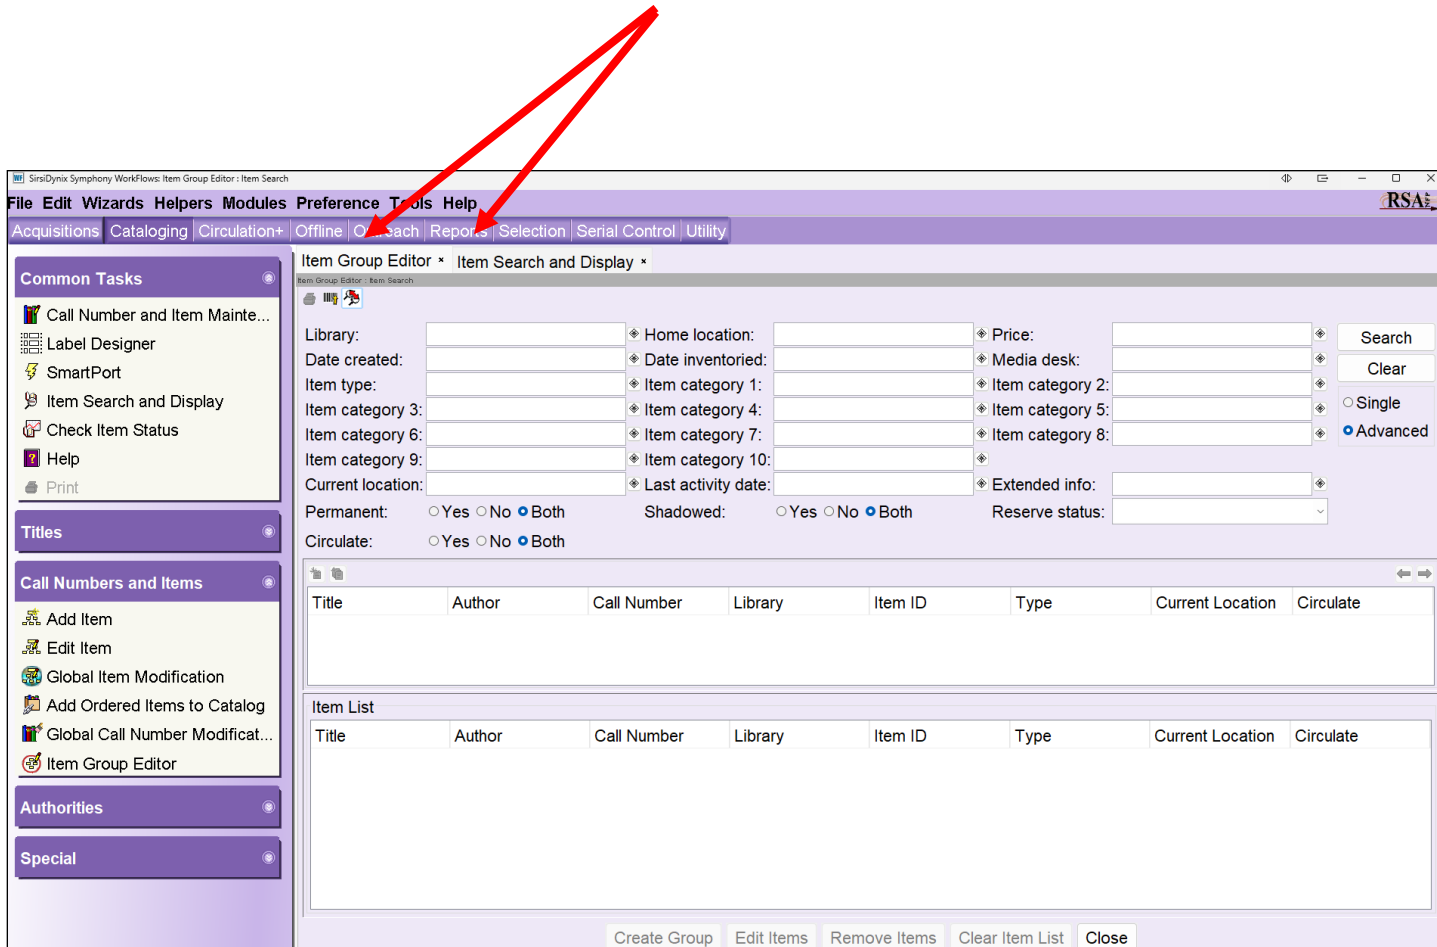 SirsiDynix Symphony WorkFlows: Item Group Editor : Item Search
File Edit Wizards Helpers Modules Preference Tools Help
RSA
Acquisitions Cataloging Circulation+ Offline Outreach Reports Selection Serial Control Utility
Item Group Editor × Item Search and Display ×
Item Group Editor : Item Search
Common Tasks
Call Number and Item Mainte...
Label Designer
SmartPort
Item Search and Display
Check Item Status
Help
Print
Titles
Call Numbers and Items
Add Item
Edit Item
Global Item Modification
Add Ordered Items to Catalog
Global Call Number Modificat...
Item Group Editor
Authorities
Special
Library: Home location: Price: Search
Date created: Date inventoried: Media desk: Clear
Item type: Item category 1: Item category 2:
Item category 3: Item category 4: Item category 5: Single
Item category 6: Item category 7: Item category 8: Advanced
Item category 9: Item category 10:
Current location: Last activity date: Extended info:
Permanent: Yes No Both Shadowed: Yes No Both Reserve status:
Circulate: Yes No Both
Title Author Call Number Library Item ID Type Current Location Circulate
Item List
Title Author Call Number Library Item ID Type Current Location Circulate
Create Group Edit Items Remove Items Clear Item List Close